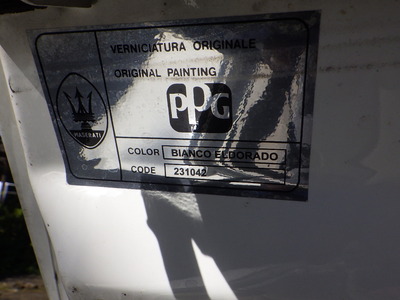 VERNICIATURA ORIGINALE
ORIGINAL PAINTING
PPG
MASERATI
COLOR BIANCO ELDORADO
CODE 231042